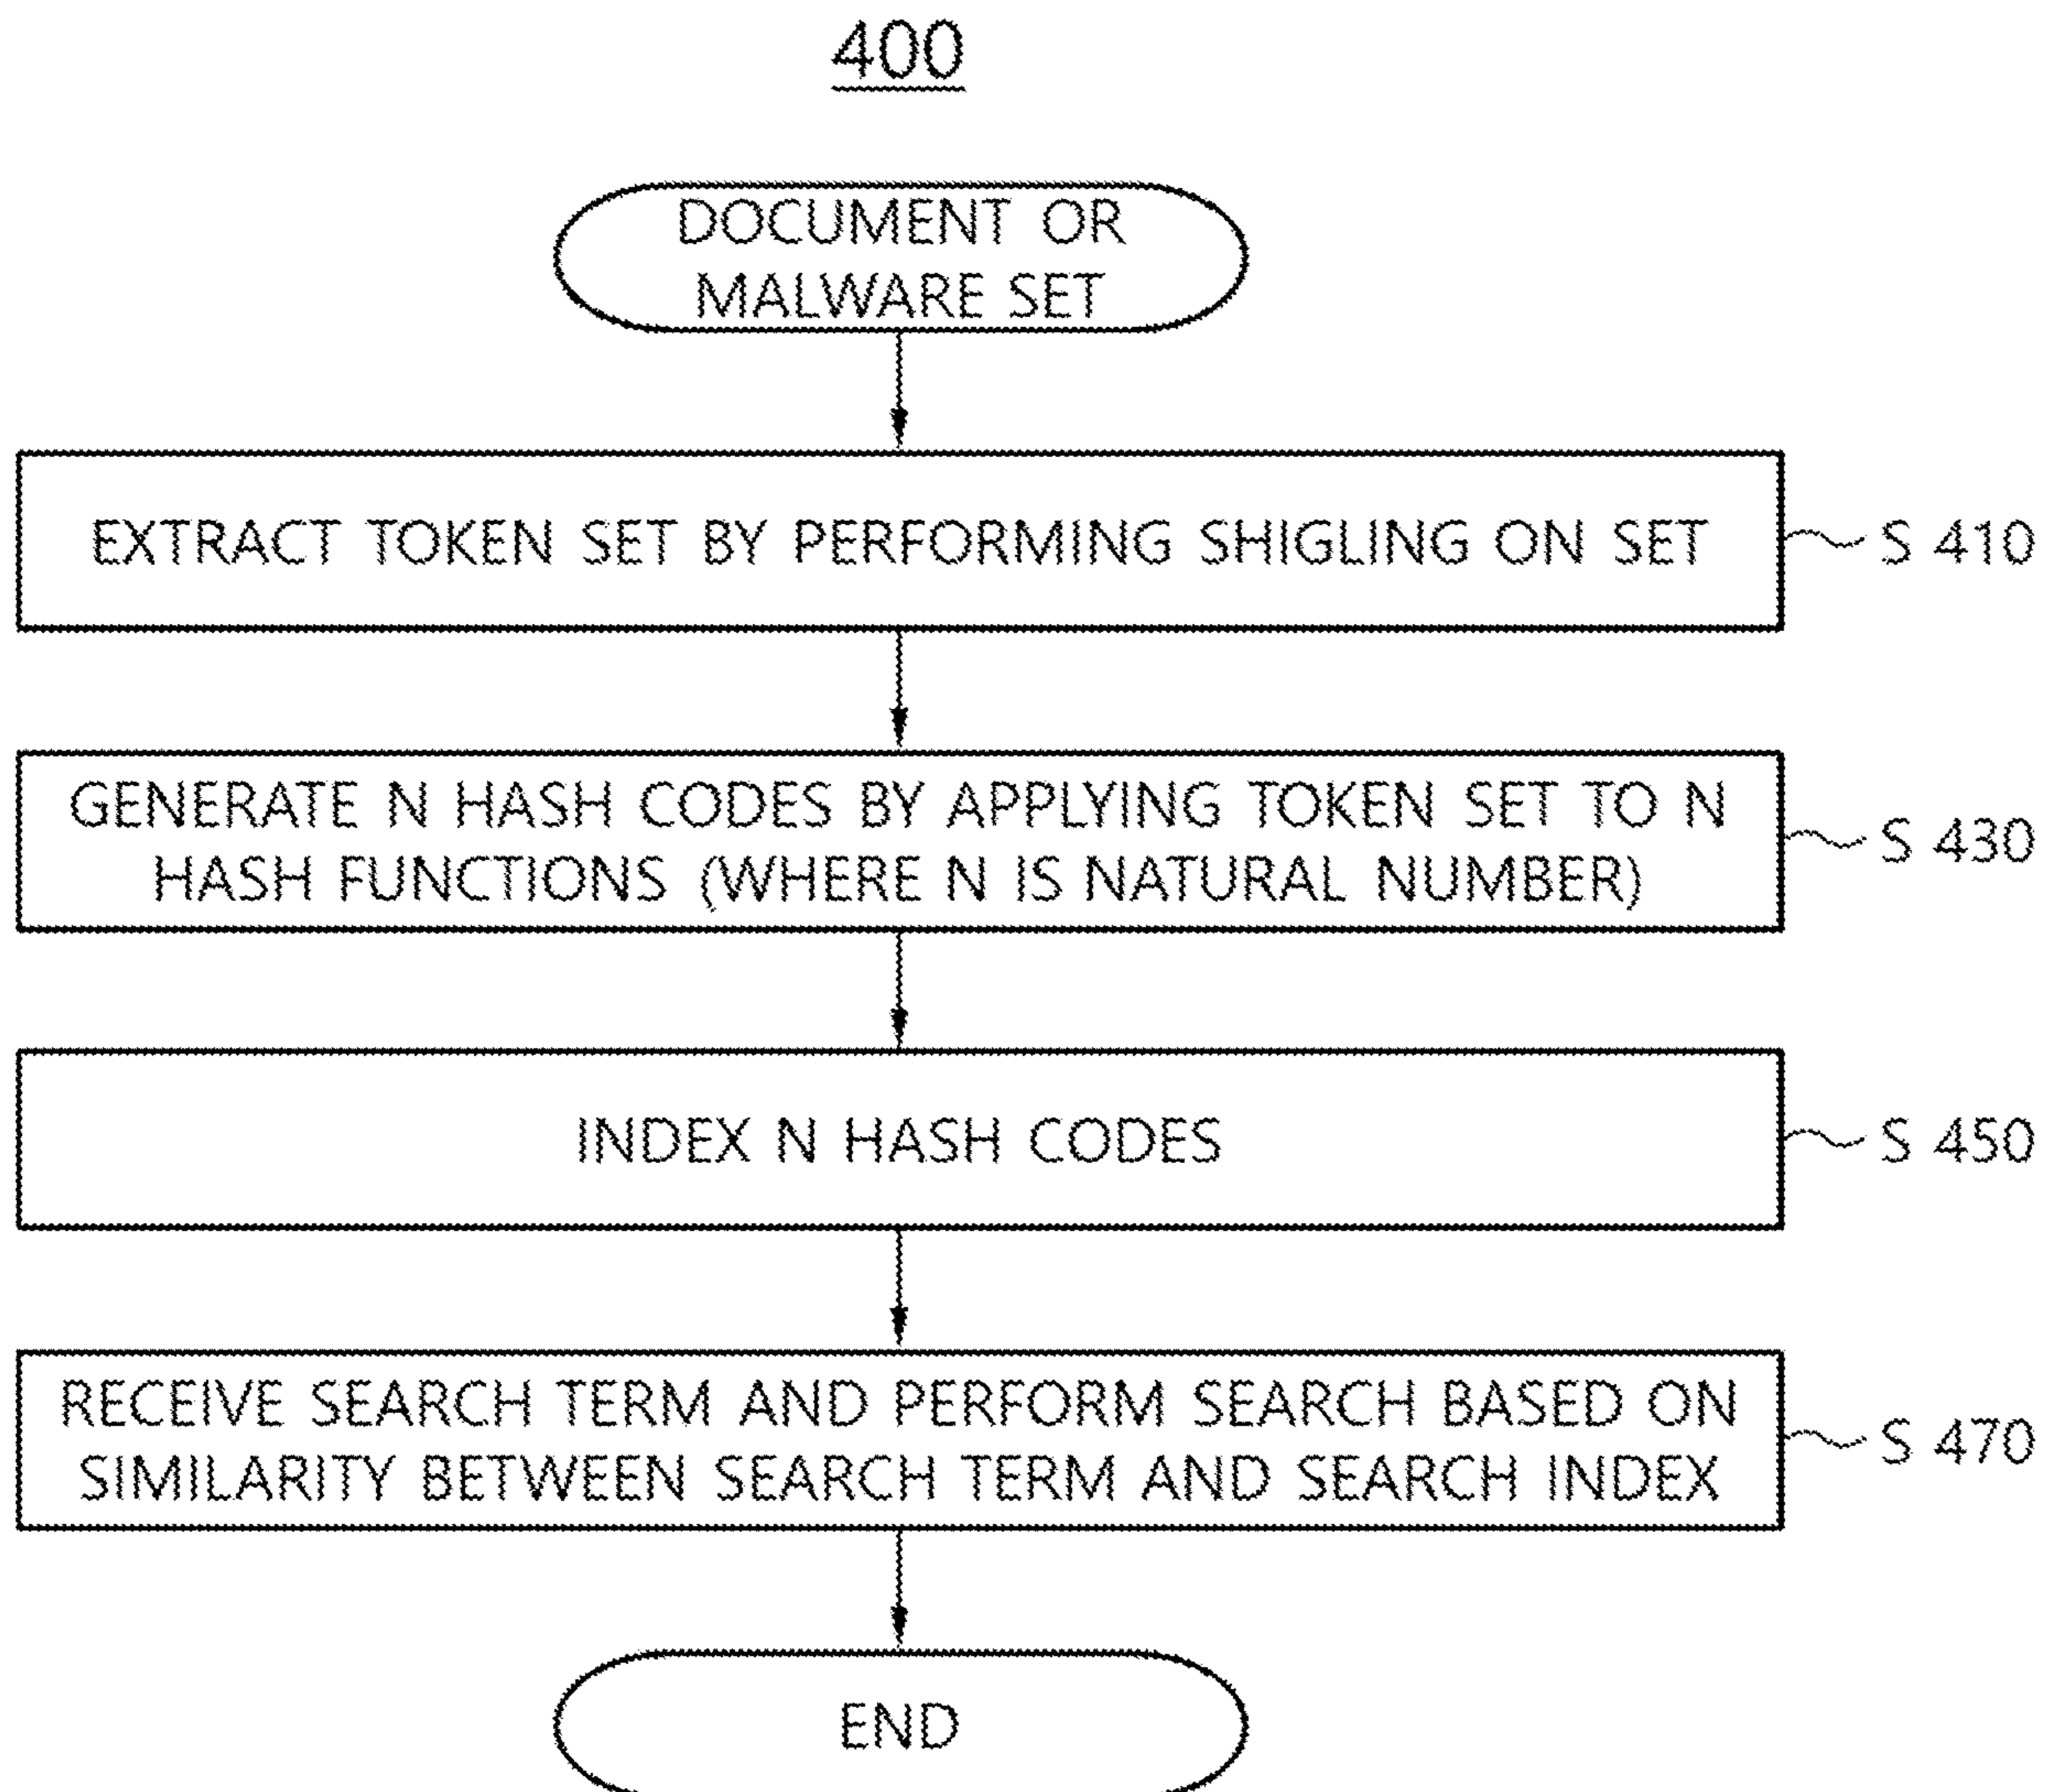 400
DOCUMENT OR
MALWARE SET
EXTRACT TOKEN SET BY PERFORMING SHIGLING ON SET
S 410
GENERATE N HASH CODES BY APPLYING TOKEN SET TO N
HASH FUNCTIONS (WHERE N IS NATURAL NUMBER)
S 430
INDEX N HASH CODES
S 450
RECEIVE SEARCH TERM AND PERFORM SEARCH BASED ON
SIMILARITY BETWEEN SEARCH TERM AND SEARCH INDEX
S 470
END